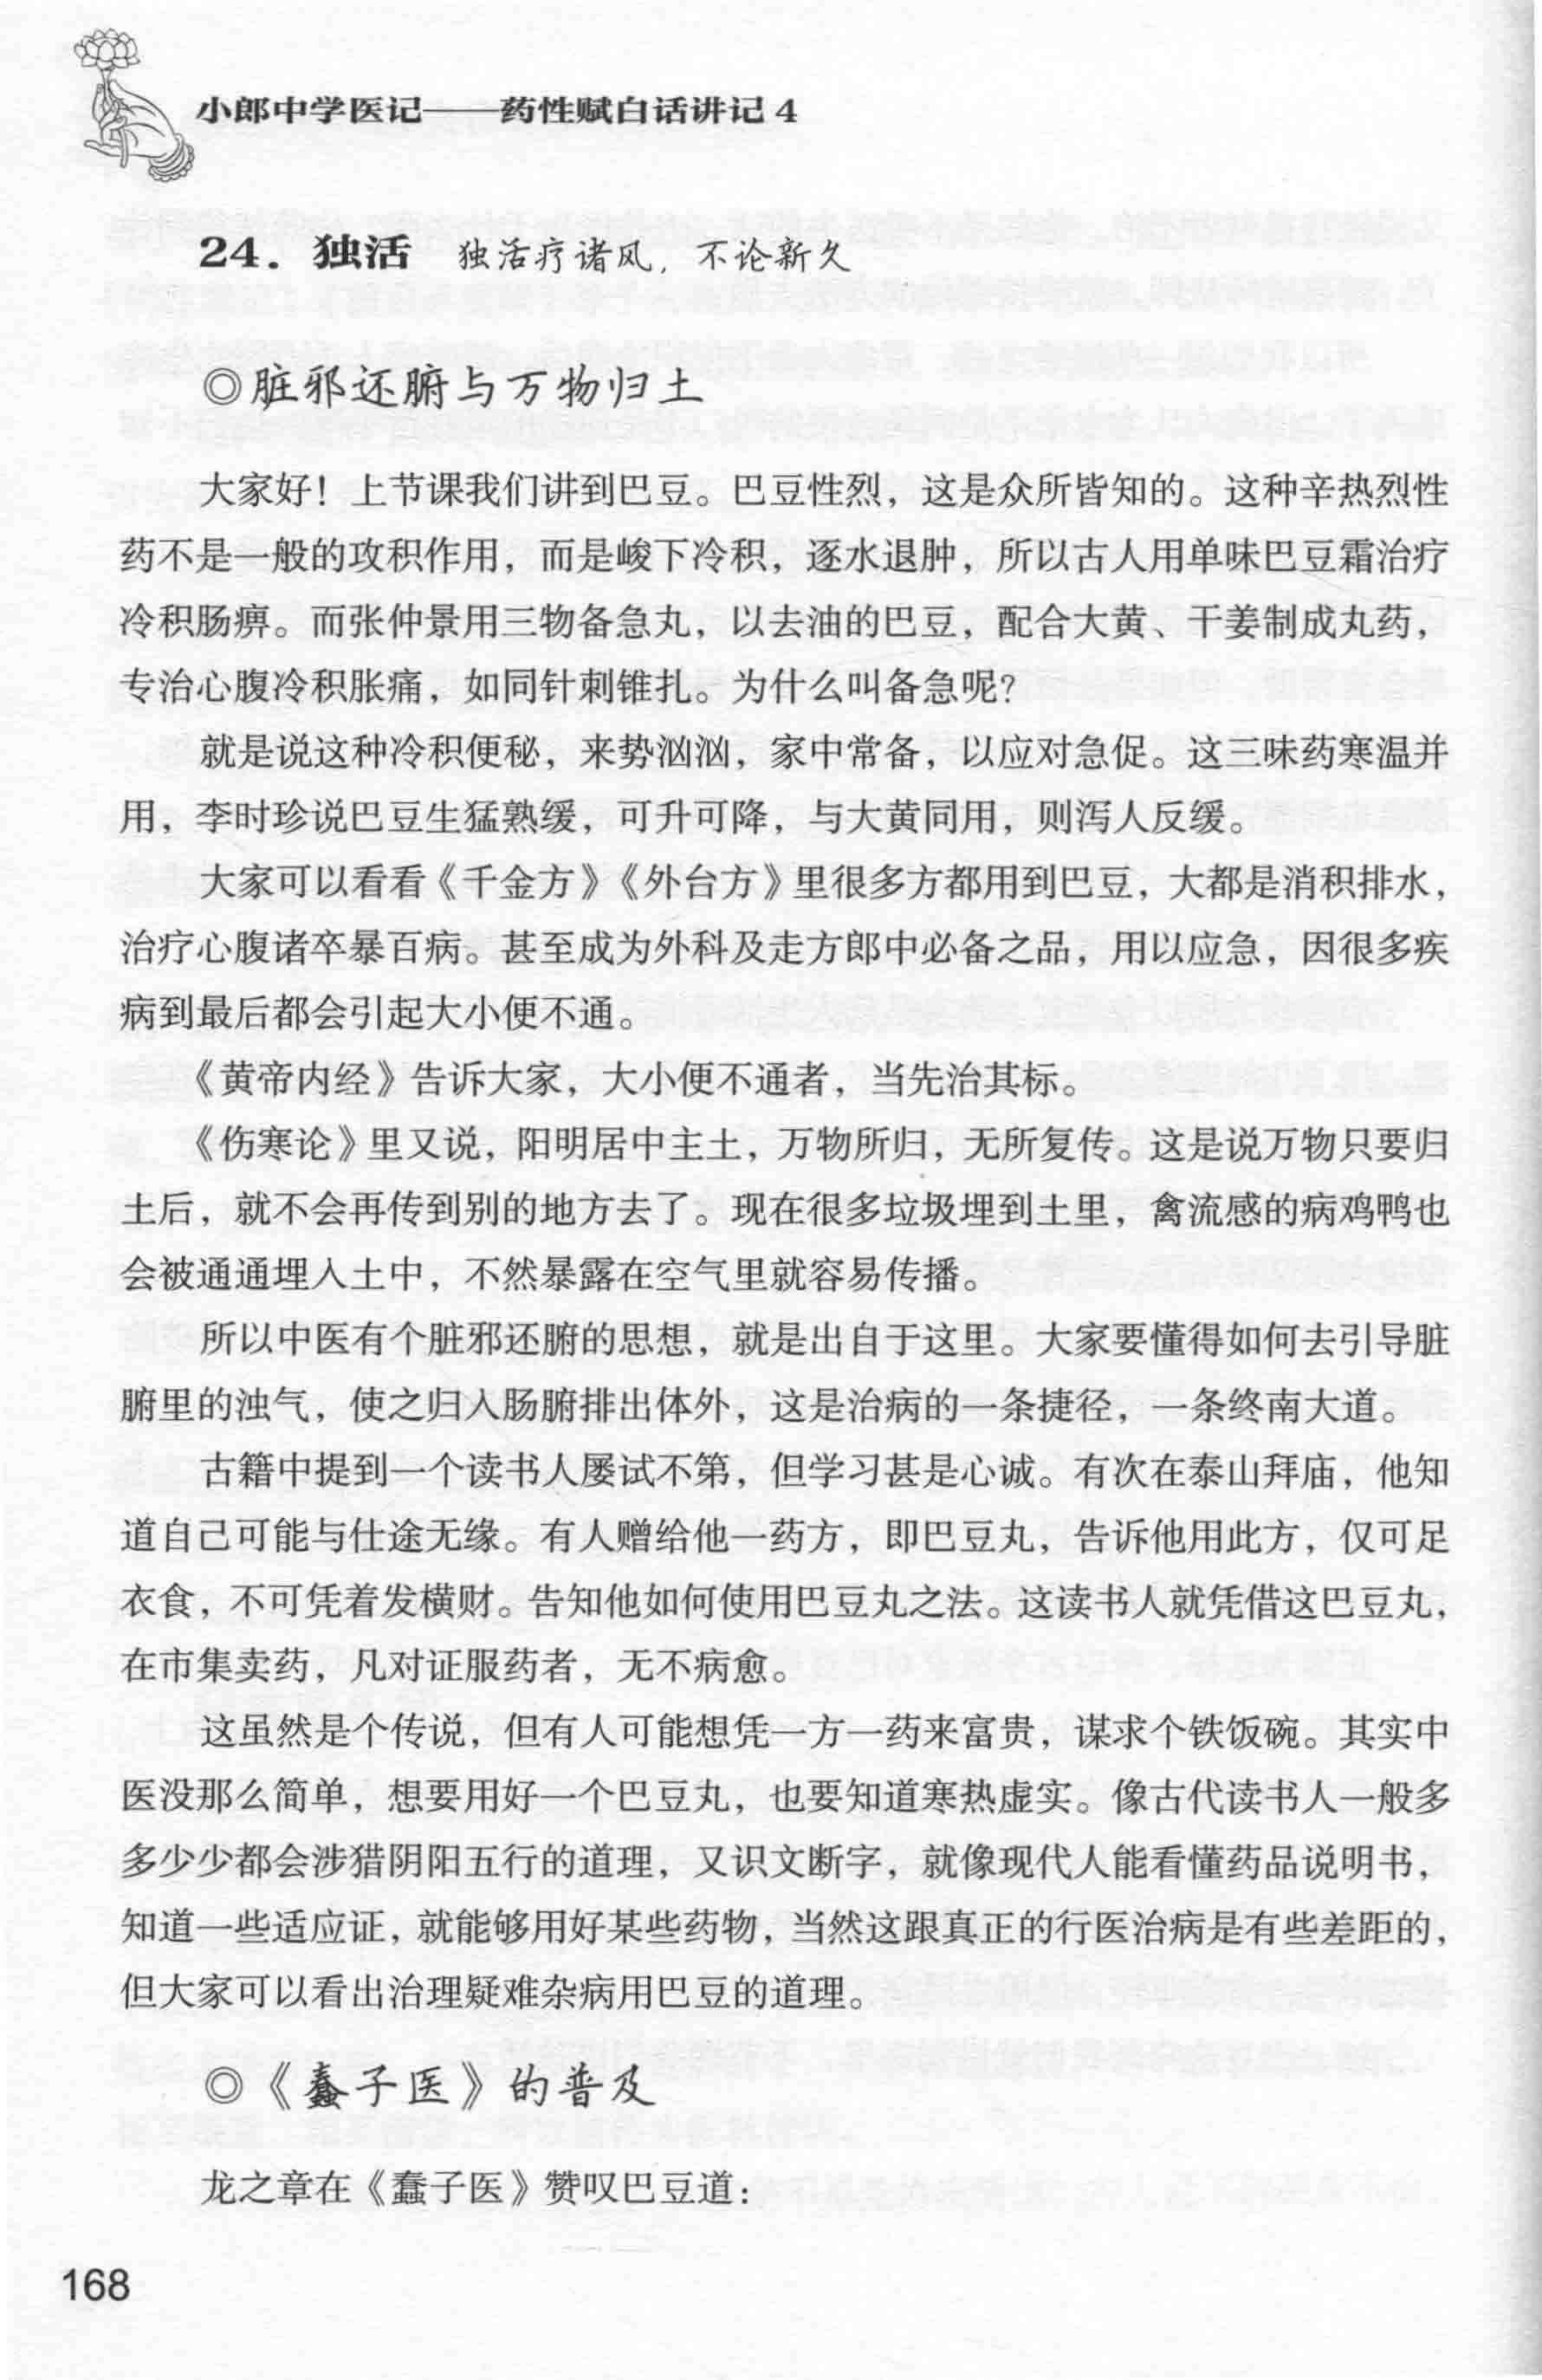 小郎中学医记——药性赋白话讲记 4
24. 独活 独活疗诸风，不论新久
◎脏邪还腑与万物归土
大家好！上节课我们讲到巴豆。巴豆性烈，这是众所皆知的。这种辛热烈性
药不是一般的攻积作用，而是峻下冷积，逐水退肿，所以古人用单味巴豆霜治疗
冷积肠痹。而张仲景用三物备急丸，以去油的巴豆，配合大黄、干姜制成丸药，
专治心腹冷积胀痛，如同针刺锥扎。为什么叫备急呢？
就是说这种冷积便秘，来势汹汹，家中常备，以应对急促。这三味药寒温并
用，李时珍说巴豆生猛熟缓，可升可降，与大黄同用，则泻人反缓。
大家可以看看《千金方》《外台方》里很多方都用到巴豆，大都是消积排水，
治疗心腹诸卒暴百病。甚至成为外科及走方郎中必备之品，用以应急，因很多疾
病到最后都会引起大小便不通。
《黄帝内经》告诉大家，大小便不通者，当先治其标。
《伤寒论》里又说，阳明居中主土，万物所归，无所复传。这是说万物只要归
土后，就不会再传到别的地方去了。现在很多垃圾埋到土里，禽流感的病鸡鸭也
会被通通埋入土中，不然暴露在空气里就容易传播。
所以中医有个脏邪还腑的思想，就是出自于这里。大家要懂得如何去引导脏
腑里的浊气，使之归入肠腑排出体外，这是治病的一条捷径，一条终南大道。
古籍中提到一个读书人屡试不第，但学习甚是心诚。有次在泰山拜庙，他知
道自己可能与仕途无缘。有人赠给他一药方，即巴豆丸，告诉他用此方，仅可足
衣食，不可凭着发横财。告知他如何使用巴豆丸之法。这读书人就凭借这巴豆丸，
在市集卖药，凡对证服药者，无不病愈。
这虽然是个传说，但有人可能想凭一方一药来富贵，谋求个铁饭碗。其实中
医没那么简单，想要用好一个巴豆丸，也要知道寒热虚实。像古代读书人一般多
多少少都会涉猎阴阳五行的道理，又识文断字，就像现代人能看懂药品说明书，
知道一些适应证，就能够用好某些药物，当然这跟真正的行医治病是有些差距的，
但大家可以看出治理疑难杂病用巴豆的道理。
◎《蠢子医》的普及
龙之章在《蠢子医》赞叹巴豆道：
168